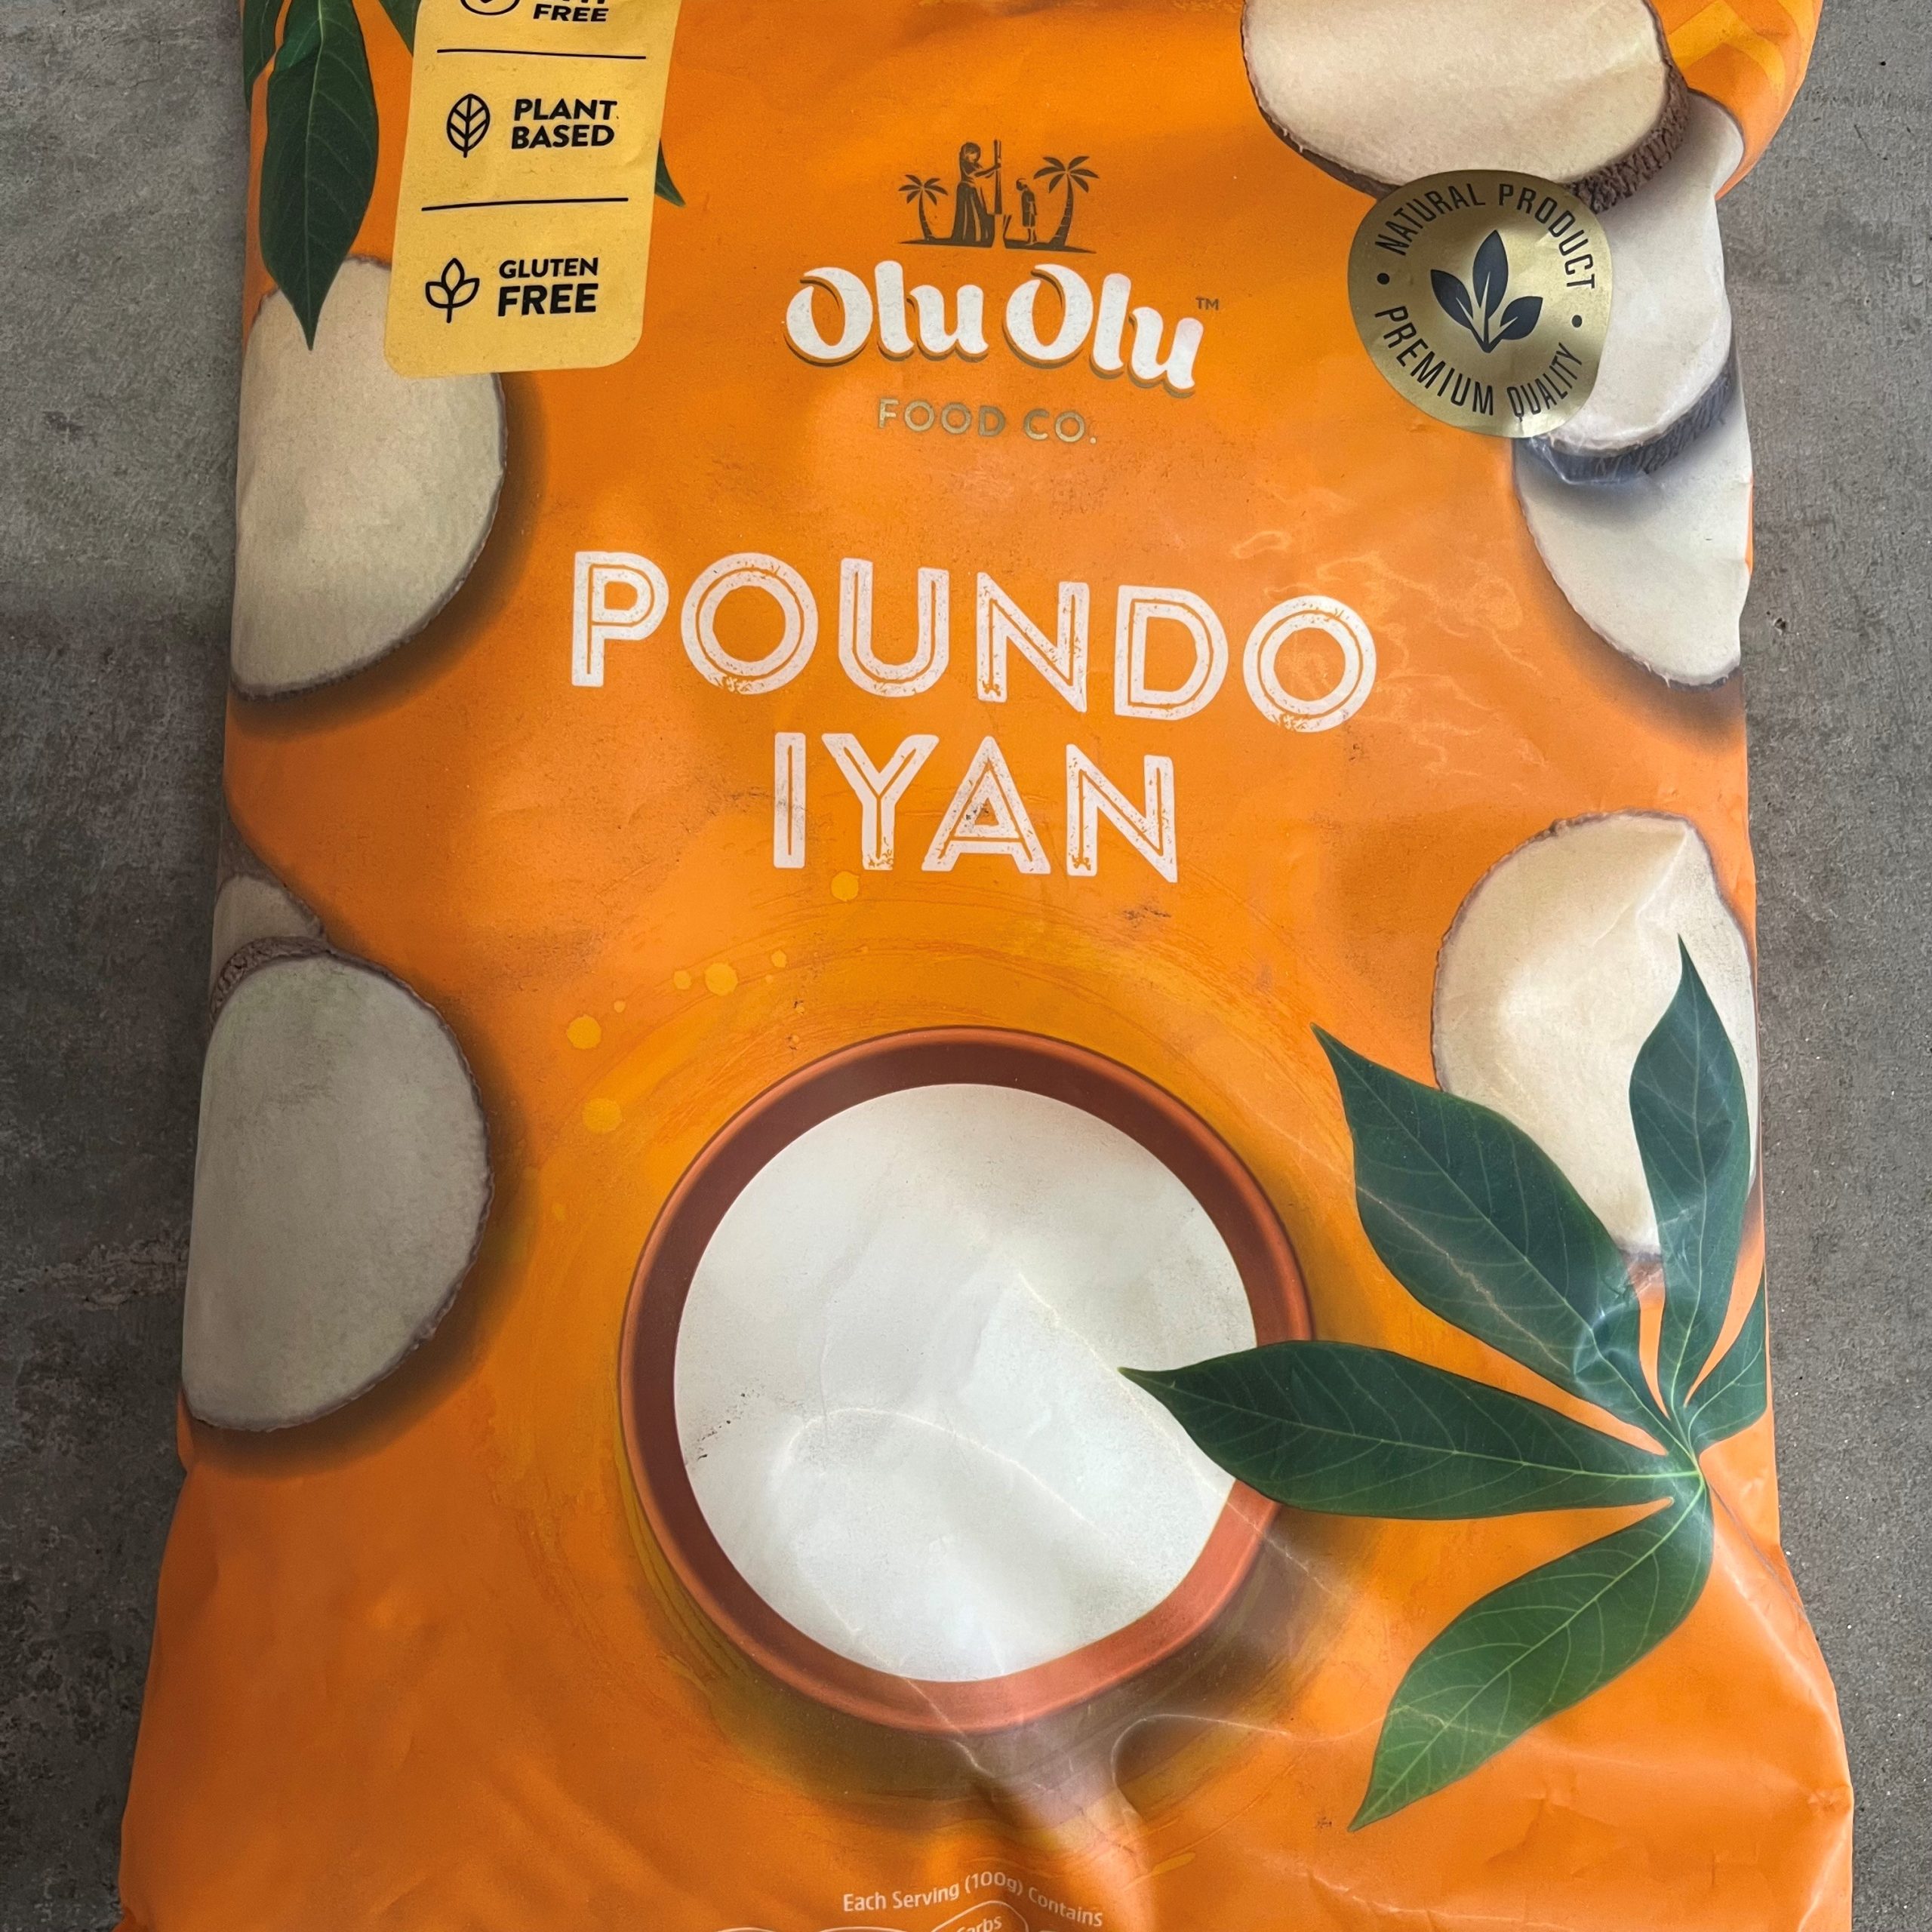 FREE
PLANT
BASED
GLUTEN
FREE
Olu Olu™
FOOD CO.
NATURAL PRODUCT
PREMIUM QUALITY
POUNDO
IYAN
Each Serving (100g) Contains